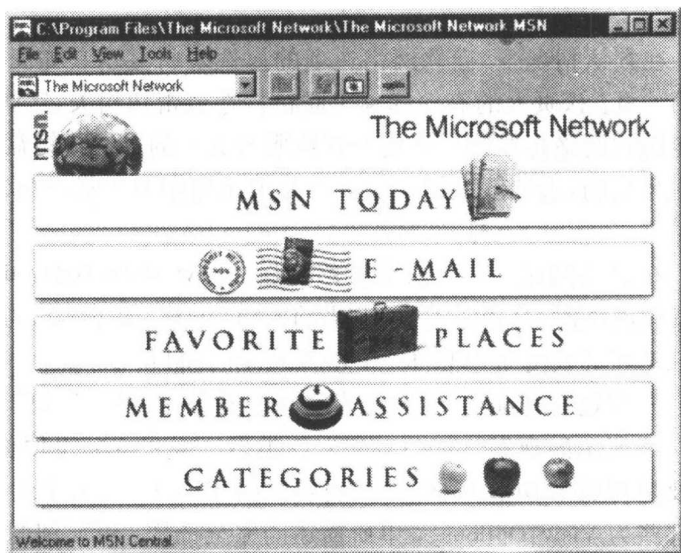 C:\Program Files\The Microsoft Network\The Microsoft Network MSN
File Edit View Tools Help
The Microsoft Network
msn.
The Microsoft Network
MSN TODAY
E-MAIL
FAVORITE PLACES
MEMBER ASSISTANCE
CATEGORIES
Welcome to MSN Central.